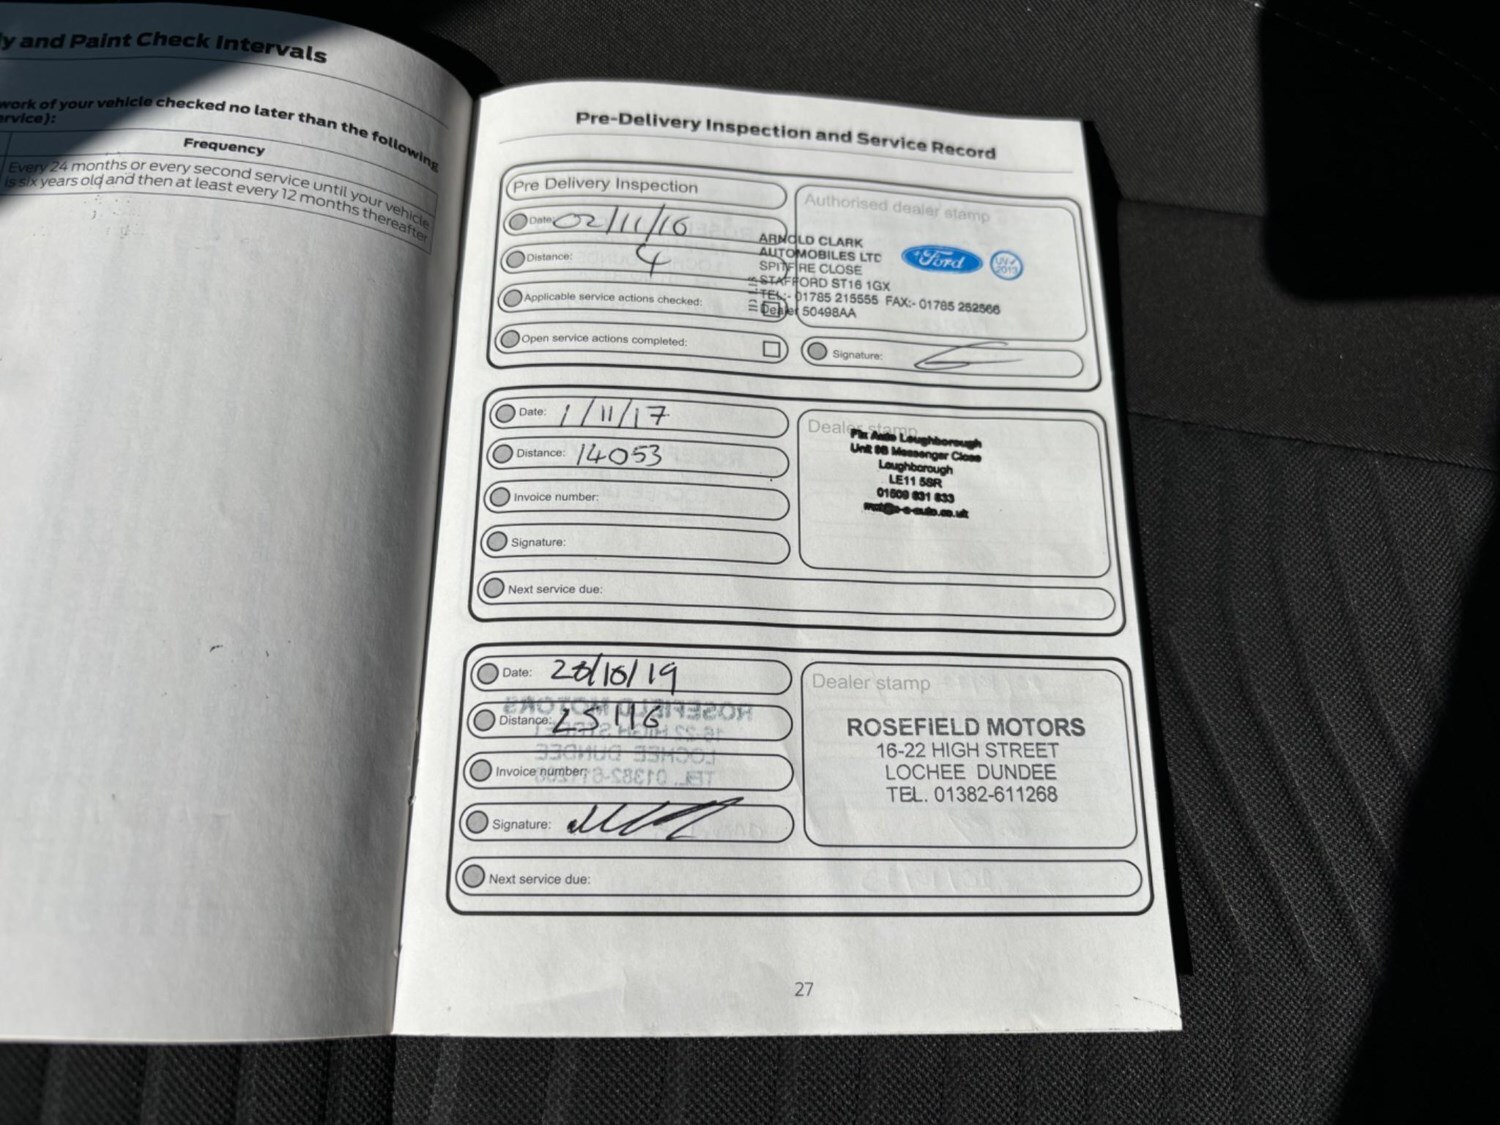 y and Paint Check Intervals
work of your vehicle checked no later than the following
ervice):
Frequency
Every 24 months or every second service until your vehicle
is six years old and then at least every 12 months thereafter
Pre-Delivery Inspection and Service Record
Pre Delivery Inspection
Date: 02/11/16
Distance: 4
Applicable service actions checked:
Open service actions completed:
Authorised dealer stamp
ARNOLD CLARK
AUTOMOBILES LTD
SPITFIRE CLOSE
STAFFORD ST16 1GX
TEL:- 01785 215555 FAX:- 01785 252566
Dealer 50498AA
Ford
Signature:
Date: 1/11/17
Distance: 14053
Invoice number:
Signature:
Next service due:
Dealer stamp
Fix Auto Loughborough
Unit 8B Messenger Close
Loughborough
LE11 5SR
01509 831 833
Date: 28/10/19
Distance: 25116
Invoice number:
Signature:
Next service due:
Dealer stamp
ROSEFIELD MOTORS
16-22 HIGH STREET
LOCHEE DUNDEE
TEL. 01382-611268
27